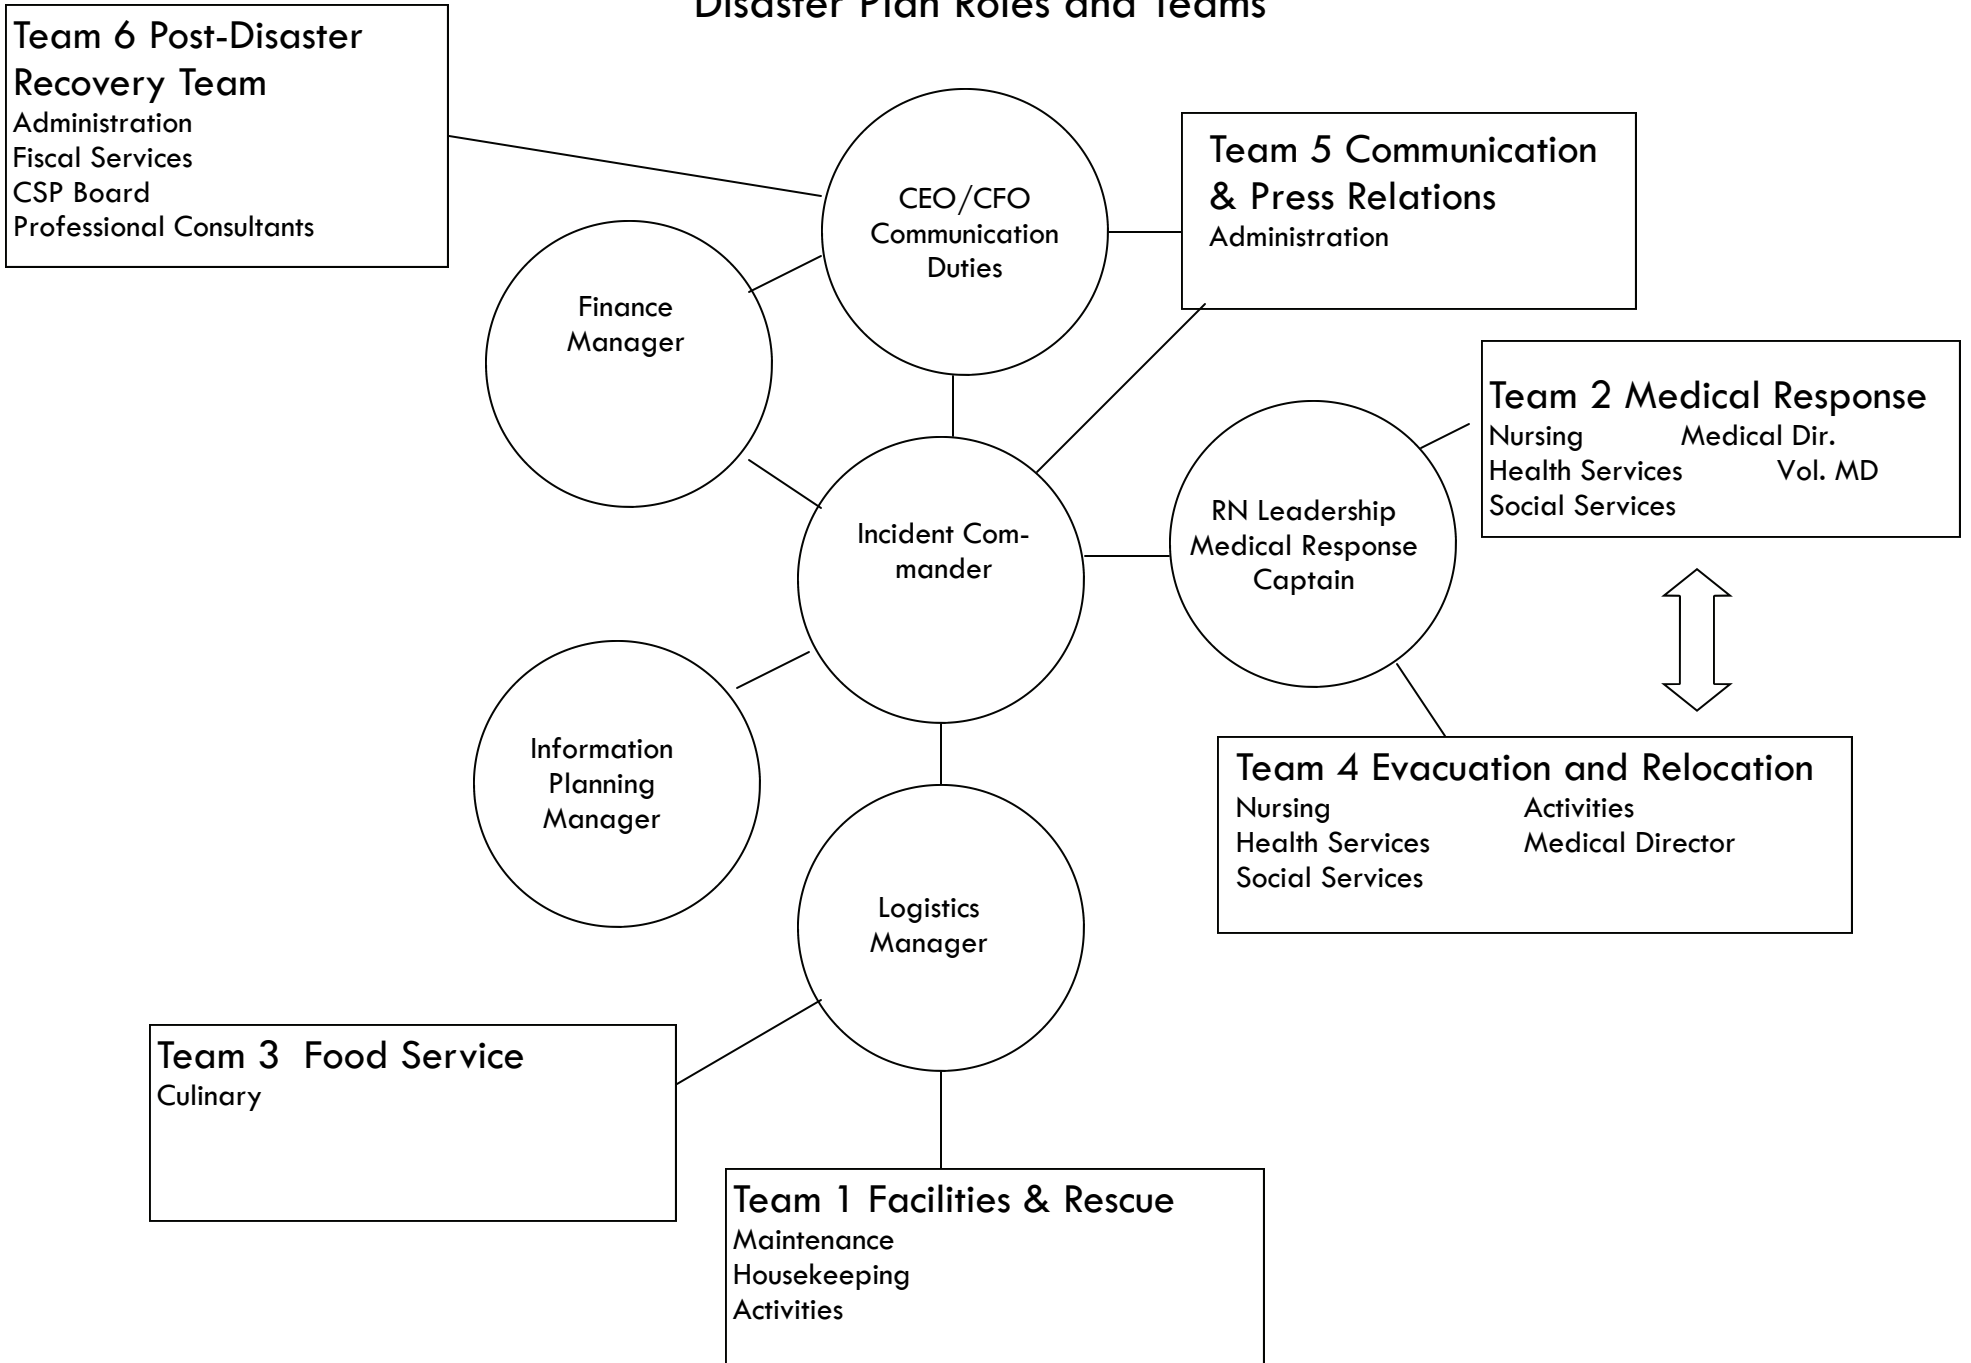 Disaster Plan Roles and Teams
Team 6 Post-Disaster
Recovery Team
Administration
Fiscal Services
CSP Board
Professional Consultants
CEO/CFO
Communication
Duties
Team 5 Communication
& Press Relations
Administration
Finance
Manager
Team 2 Medical Response
Nursing Medical Dir.
Health Services Vol. MD
Social Services
Incident Com-
mander
RN Leadership
Medical Response
Captain
Information
Planning
Manager
Team 4 Evacuation and Relocation
Nursing Activities
Health Services Medical Director
Social Services
Logistics
Manager
Team 3 Food Service
Culinary
Team 1 Facilities & Rescue
Maintenance
Housekeeping
Activities